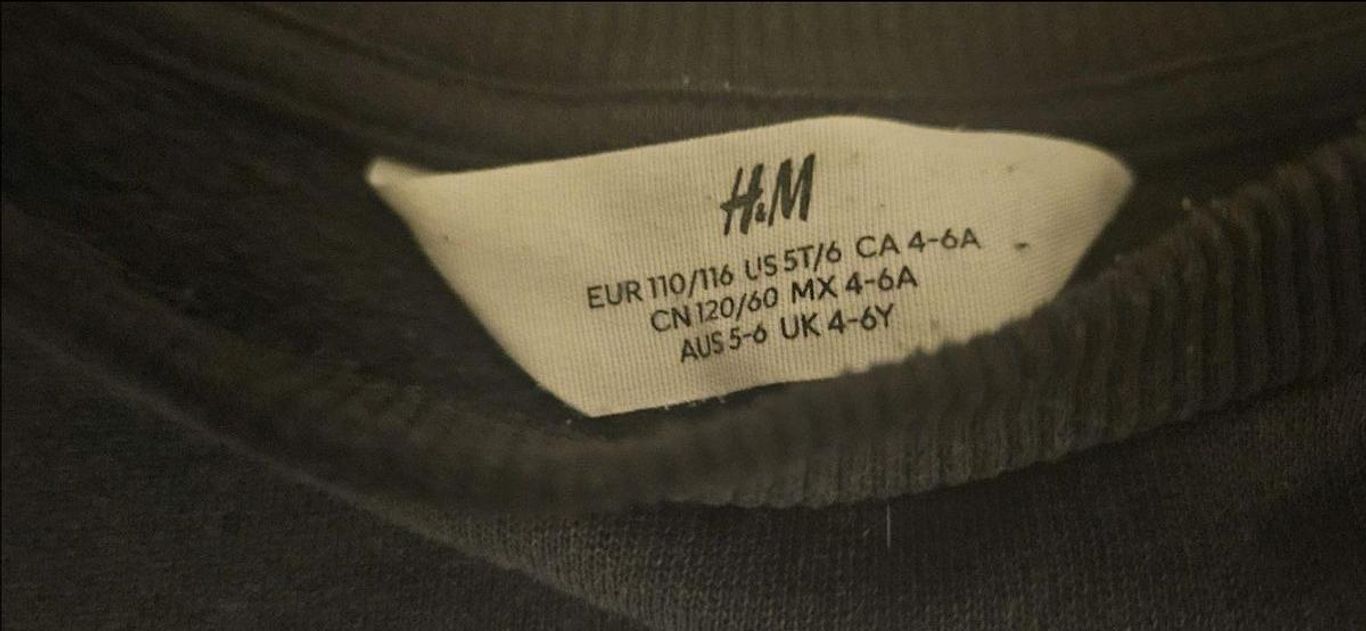 H&M
EUR 110/116 US 5T/6 CA 4-6A
CN 120/60 MX 4-6A
AUS 5-6 UK 4-6Y